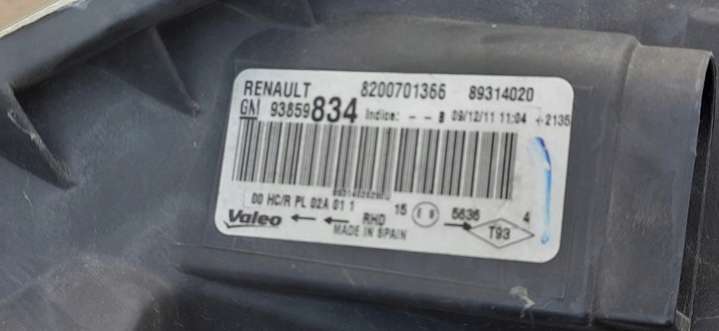 RENAULT 8200701366 89314020
GM 93859834 Indice: - - B 09/12/11 11:04 +2135
00 HC/R PL 02A 01 1
Valeo RHD 15 5636 4
MADE IN SPAIN T93